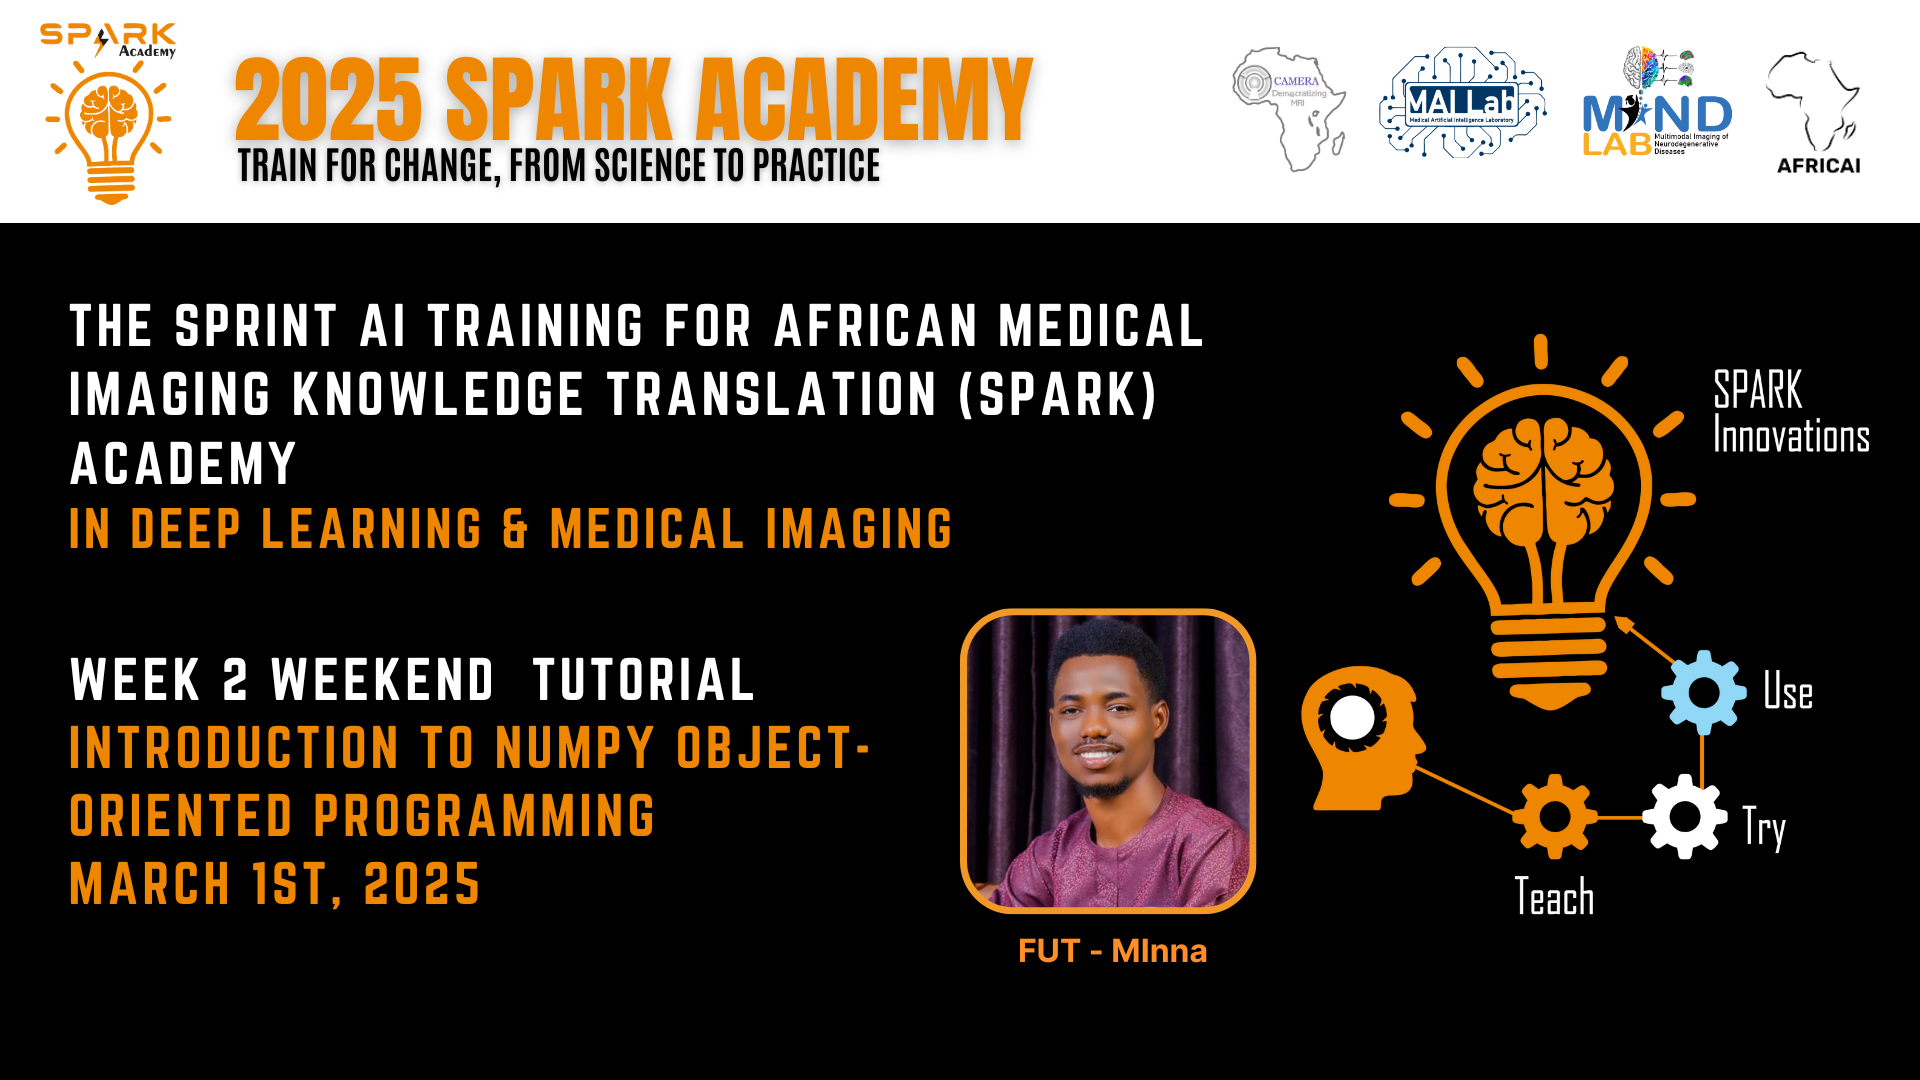 SPARK
Academy
2025 SPARK ACADEMY
TRAIN FOR CHANGE, FROM SCIENCE TO PRACTICE
CAMERA
Democratizing
MRI
MAI Lab
Medical Artificial Intelligence Laboratory
MIND
LAB
Multimodal Imaging of
Neurodegenerative
Diseases
AFRICAI
THE SPRINT AI TRAINING FOR AFRICAN MEDICAL
IMAGING KNOWLEDGE TRANSLATION (SPARK)
ACADEMY
IN DEEP LEARNING & MEDICAL IMAGING
WEEK 2 WEEKEND TUTORIAL
INTRODUCTION TO NUMPY OBJECT-
ORIENTED PROGRAMMING
MARCH 1ST, 2025
FUT - MInna
SPARK
Innovations
Use
Try
Teach